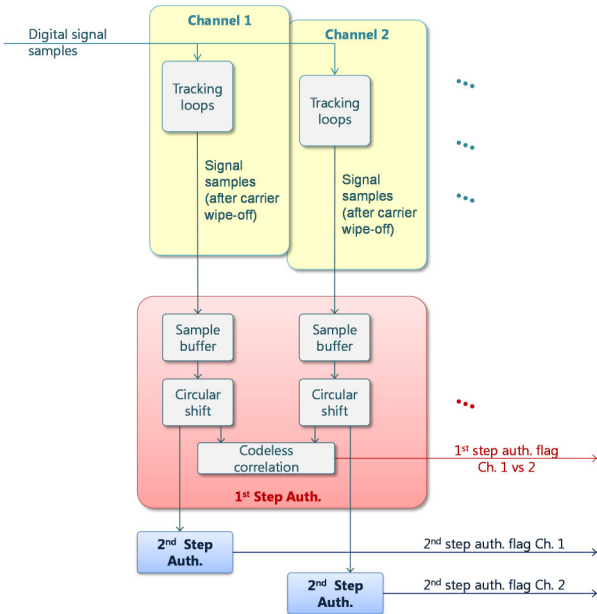 Channel 1
Channel 2
Digital signal
samples
Tracking
loops
Tracking
loops
Signal
samples
(after carrier
wipe-off)
Signal
samples
(after carrier
wipe-off)
Sample
buffer
Sample
buffer
Circular
shift
Circular
shift
Codeless
correlation
1st step auth. flag
Ch. 1 vs 2
1st Step Auth.
2nd Step
Auth.
2nd step auth. flag Ch. 1
2nd Step
Auth.
2nd step auth. flag Ch. 2